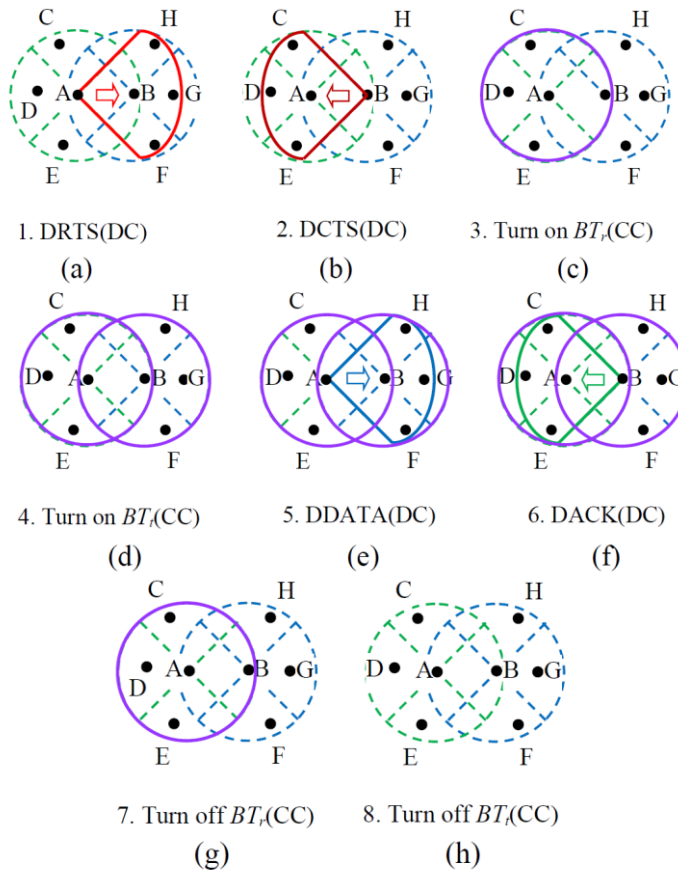 C H
D A B G
E F
1. DRTS(DC)
(a)
C H
D A B G
E F
2. DCTS(DC)
(b)
C H
D A B G
E F
3. Turn on BTr(CC)
(c)
C H
D A B G
E F
4. Turn on BTt(CC)
(d)
C H
D A B G
E F
5. DDATA(DC)
(e)
C H
D A B G
E F
6. DACK(DC)
(f)
C H
D A B G
E F
7. Turn off BTr(CC)
(g)
C H
D A B G
E F
8. Turn off BTt(CC)
(h)